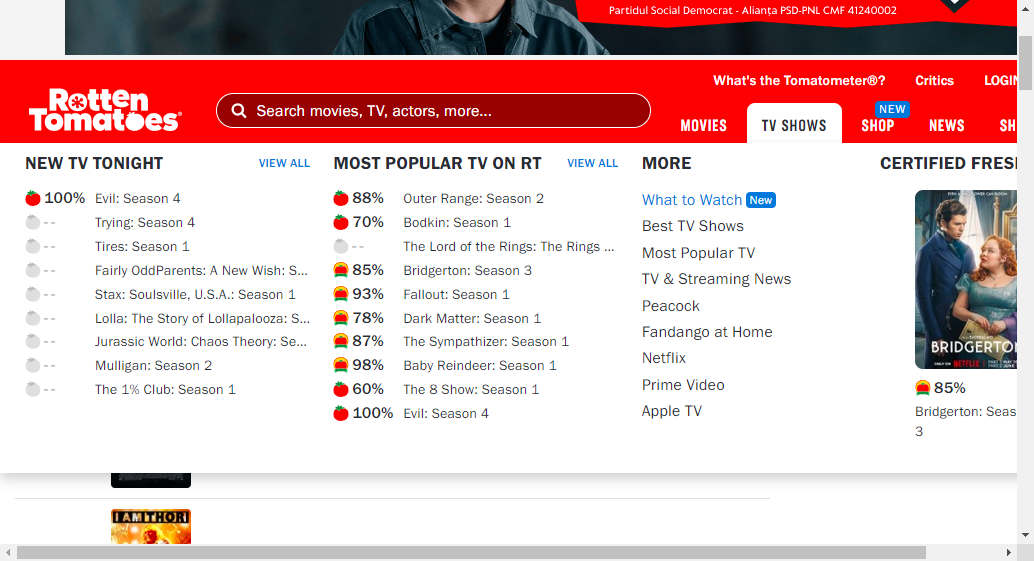 Partidul Social Democrat - Alianța PSD-PNL CMF 41240002
What's the Tomatometer®?
Critics
LOGIN
Rotten
Tomatoes®
Search movies, TV, actors, more...
MOVIES
TV SHOWS
NEW
SHOP
NEWS
SH
NEW TV TONIGHT
VIEW ALL
100% Evil: Season 4
-- Trying: Season 4
-- Tires: Season 1
-- Fairly OddParents: A New Wish: S...
-- Stax: Soulsville, U.S.A.: Season 1
-- Lolla: The Story of Lollapalooza: S...
-- Jurassic World: Chaos Theory: Se...
-- Mulligan: Season 2
-- The 1% Club: Season 1
MOST POPULAR TV ON RT
VIEW ALL
88% Outer Range: Season 2
70% Bodkin: Season 1
-- The Lord of the Rings: The Rings ...
85% Bridgerton: Season 3
93% Fallout: Season 1
78% Dark Matter: Season 1
87% The Sympathizer: Season 1
98% Baby Reindeer: Season 1
60% The 8 Show: Season 1
100% Evil: Season 4
MORE
What to Watch New
Best TV Shows
Most Popular TV
TV & Streaming News
Peacock
Fandango at Home
Netflix
Prime Video
Apple TV
CERTIFIED FRES
BRIDGERTON
NETFLIX
85%
Bridgerton: Seas
3
I AM THOR!